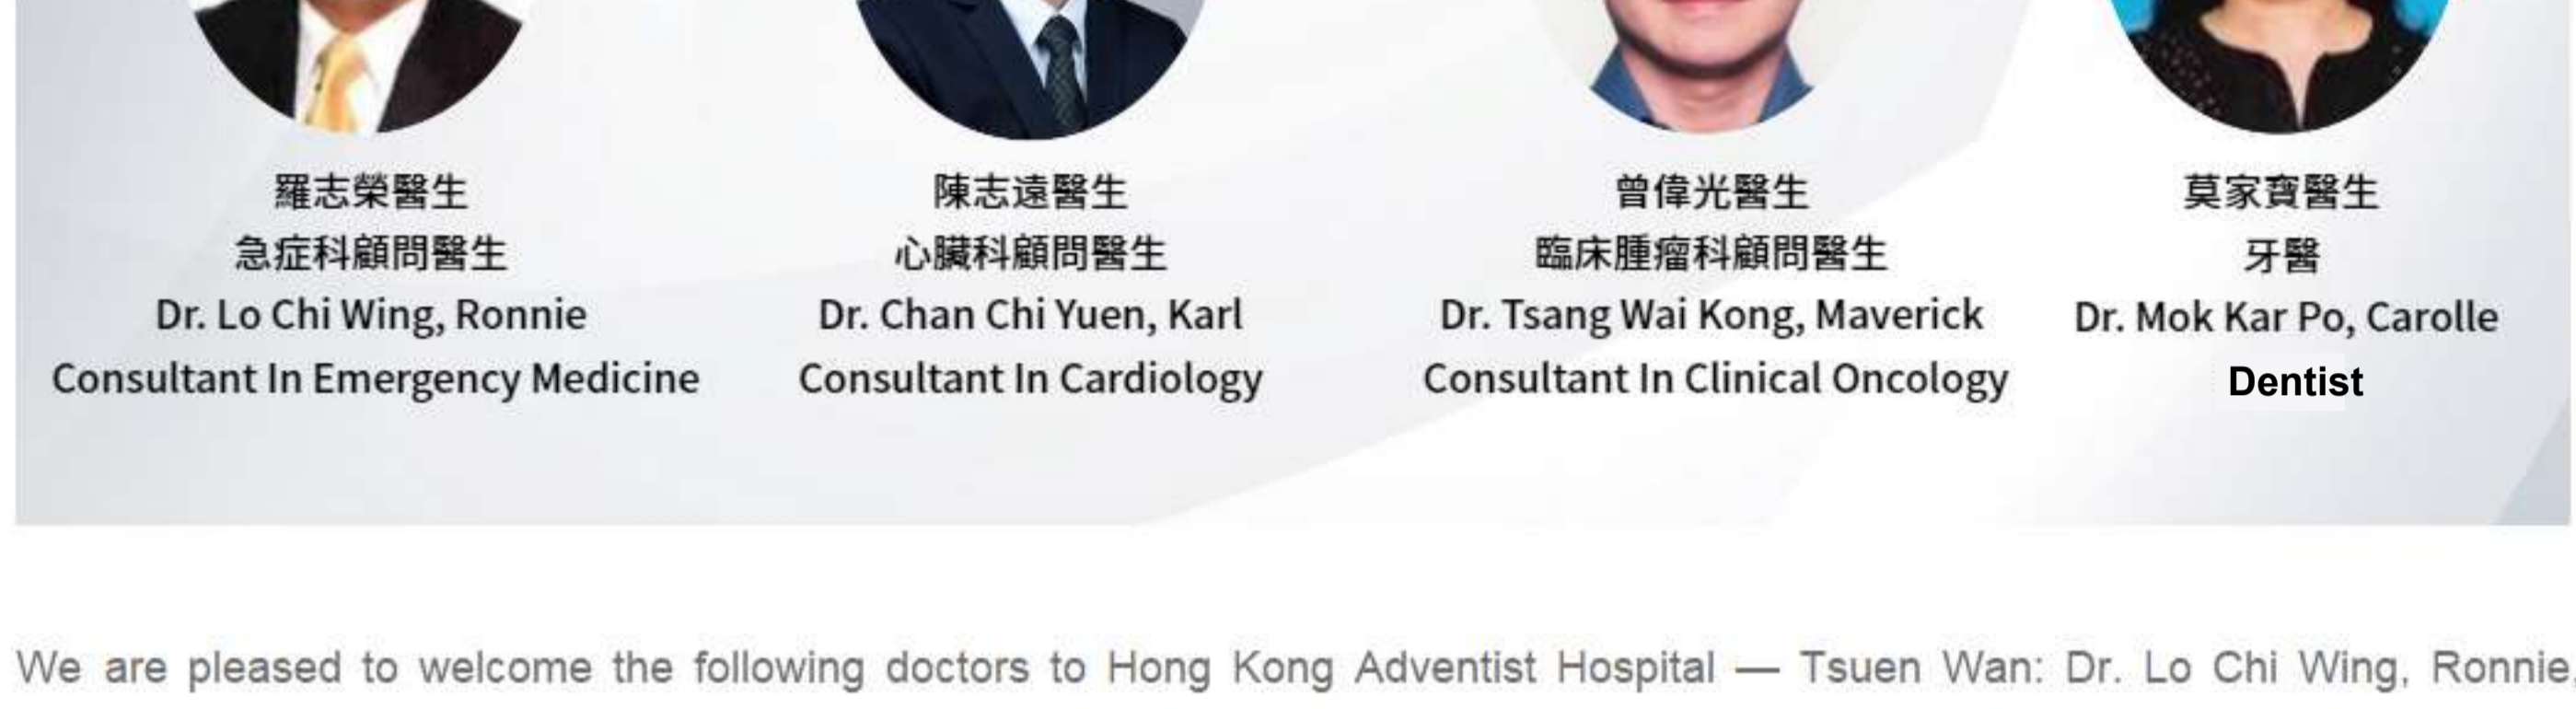 羅志榮醫生
急症科顧問醫生
Dr. Lo Chi Wing, Ronnie
Consultant In Emergency Medicine
陳志遠醫生
心臟科顧問醫生
Dr. Chan Chi Yuen, Karl
Consultant In Cardiology
曾偉光醫生
臨床腫瘤科顧問醫生
Dr. Tsang Wai Kong, Maverick
Consultant In Clinical Oncology
莫家寶醫生
牙醫
Dr. Mok Kar Po, Carolle
Dentist
We are pleased to welcome the following doctors to Hong Kong Adventist Hospital — Tsuen Wan: Dr. Lo Chi Wing, Ronnie,